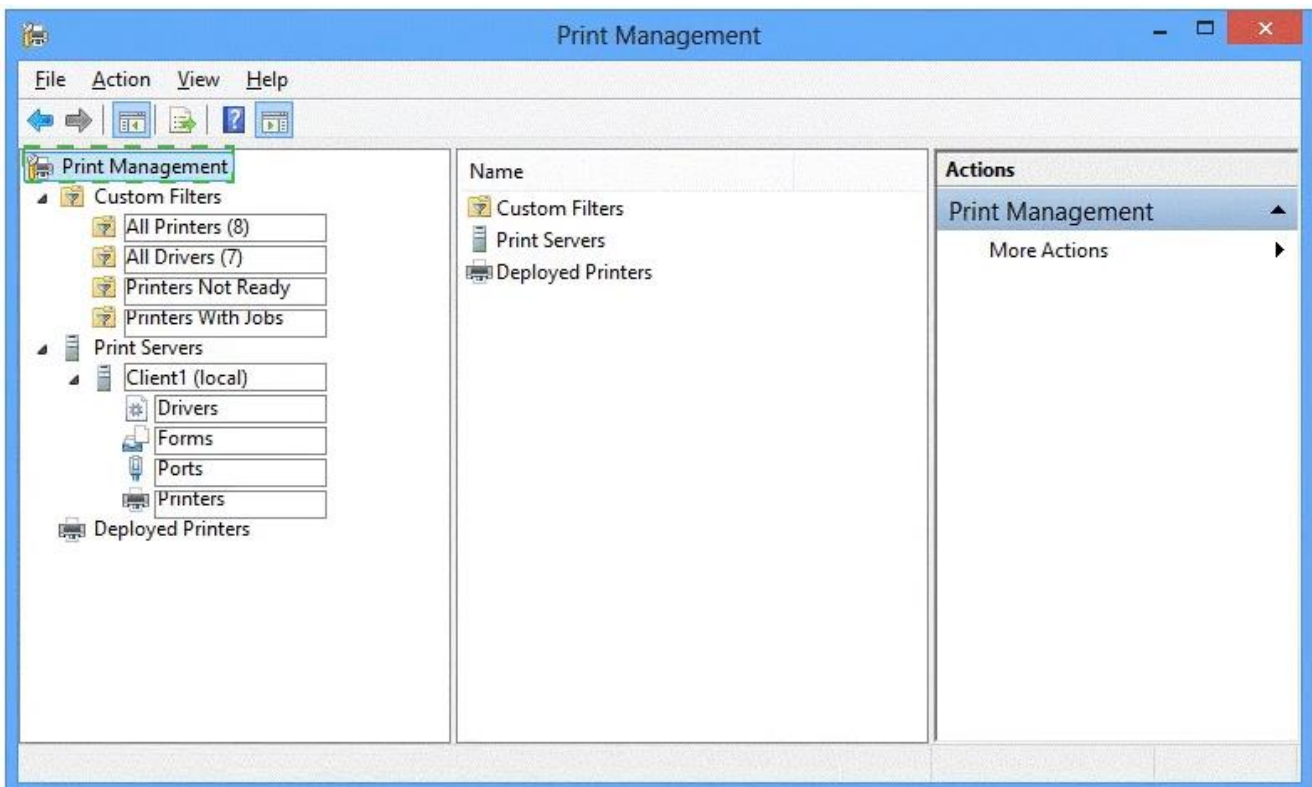 Print Management
File Action View Help
Print Management
Custom Filters
All Printers (8)
All Drivers (7)
Printers Not Ready
Printers With Jobs
Print Servers
Client1 (local)
Drivers
Forms
Ports
Printers
Deployed Printers
Name
Custom Filters
Print Servers
Deployed Printers
Actions
Print Management
More Actions